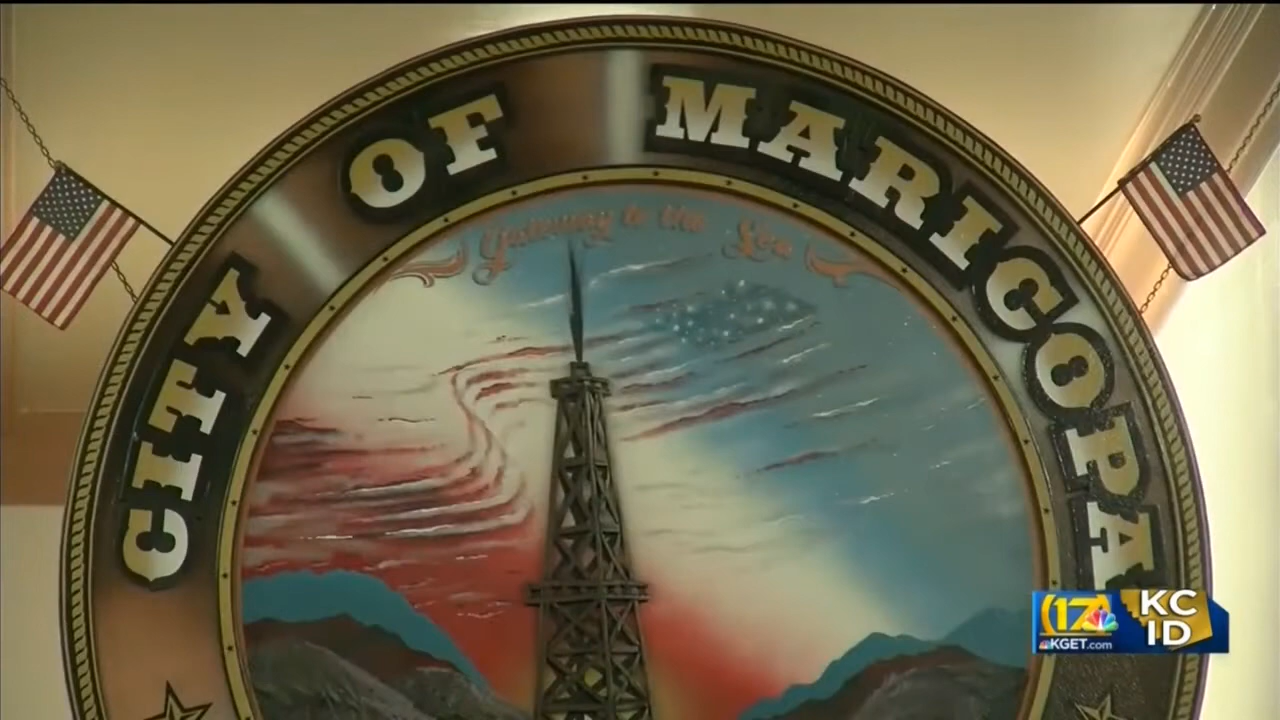 CITY OF MARICOPA
Gateway to the Sea
17
KGET.com
KC
ID